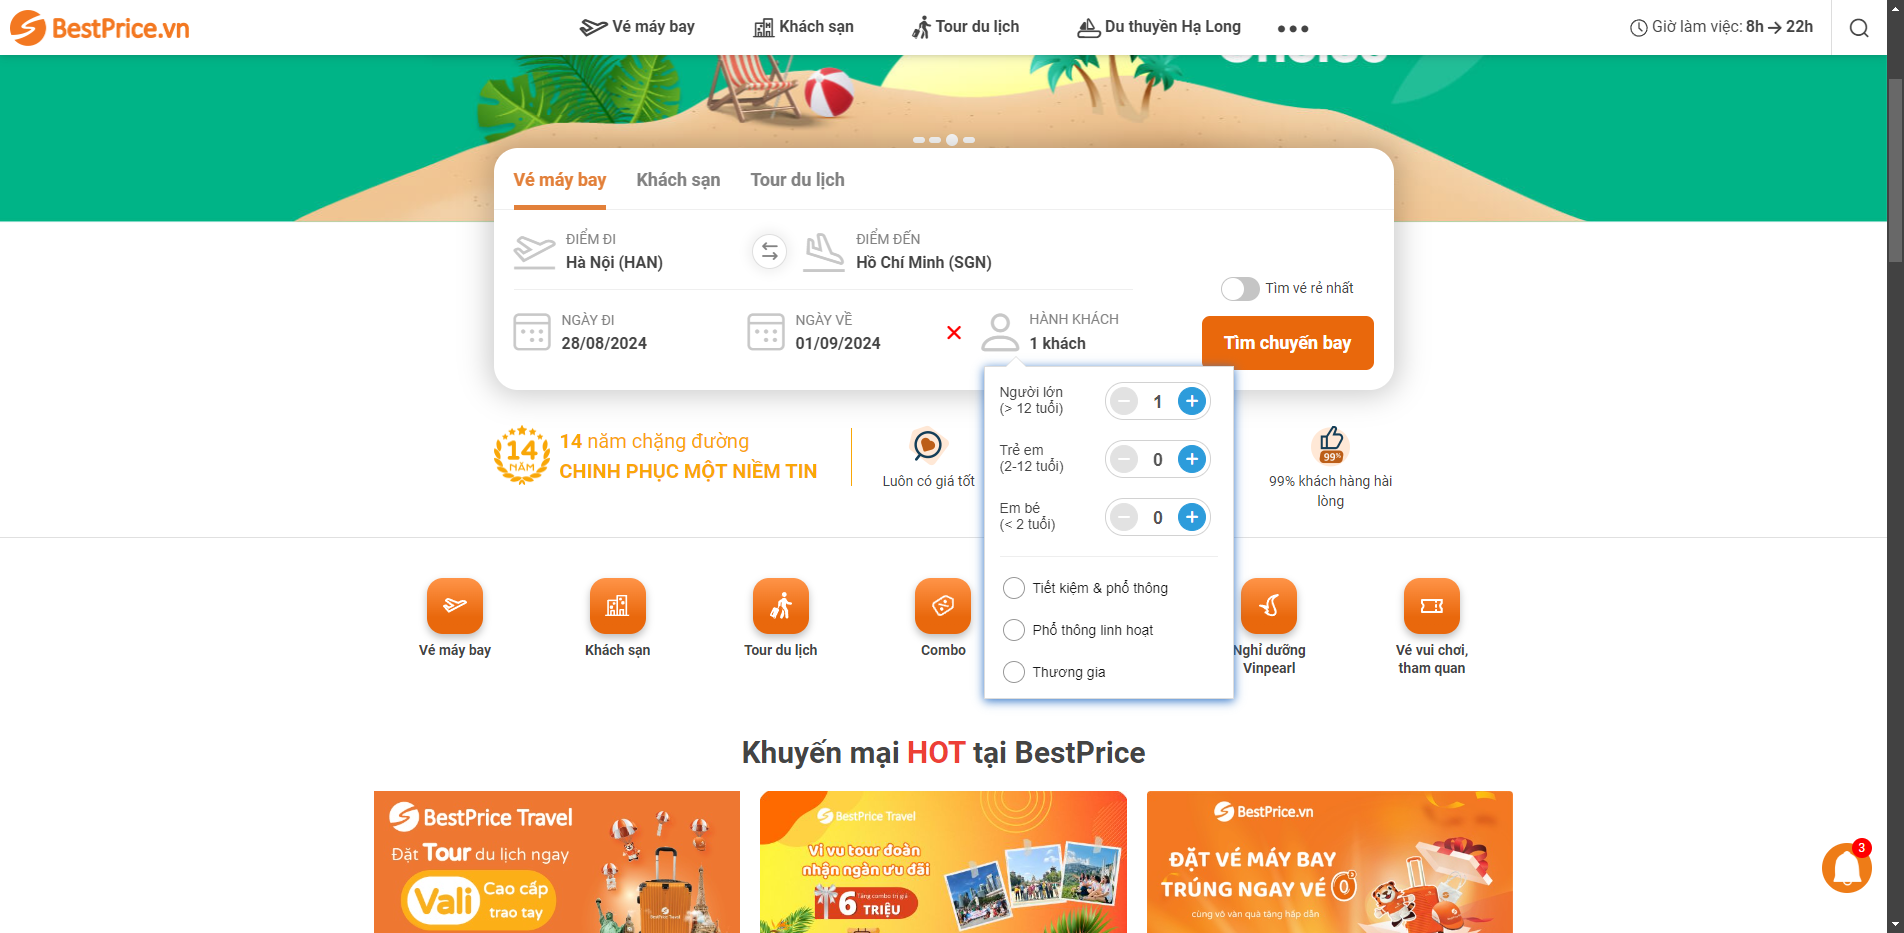 BestPrice.vn
Vé máy bay
Khách sạn
Tour du lịch
Du thuyền Hạ Long
Giờ làm việc: 8h → 22h
Vé máy bay
Khách sạn
Tour du lịch
ĐIỂM ĐI
Hà Nội (HAN)
ĐIỂM ĐẾN
Hồ Chí Minh (SGN)
Tìm vé rẻ nhất
NGÀY ĐI
28/08/2024
NGÀY VỀ
01/09/2024
HÀNH KHÁCH
1 khách
Tìm chuyến bay
Người lớn
(> 12 tuổi)
1
Trẻ em
(2-12 tuổi)
0
Em bé
(< 2 tuổi)
0
Tiết kiệm & phổ thông
Phổ thông linh hoạt
Thương gia
14
NĂM
14 năm chặng đường
CHINH PHỤC MỘT NIỀM TIN
Luôn có giá tốt
99%
99% khách hàng hài
lòng
Vé máy bay
Khách sạn
Tour du lịch
Combo
Nghỉ dưỡng
Vinpearl
Vé vui chơi,
tham quan
Khuyến mại HOT tại BestPrice
BestPrice Travel
Đặt Tour du lịch ngay
Vali Cao cấp
trao tay
BestPrice Travel
Vi vu tour đoàn
nhận ngàn ưu đãi
Tặng combo trị giá
6 TRIỆU
BestPrice.vn
ĐẶT VÉ MÁY BAY
TRÚNG NGAY VÉ 0đ
cùng vô vàn quà tặng hấp dẫn
3